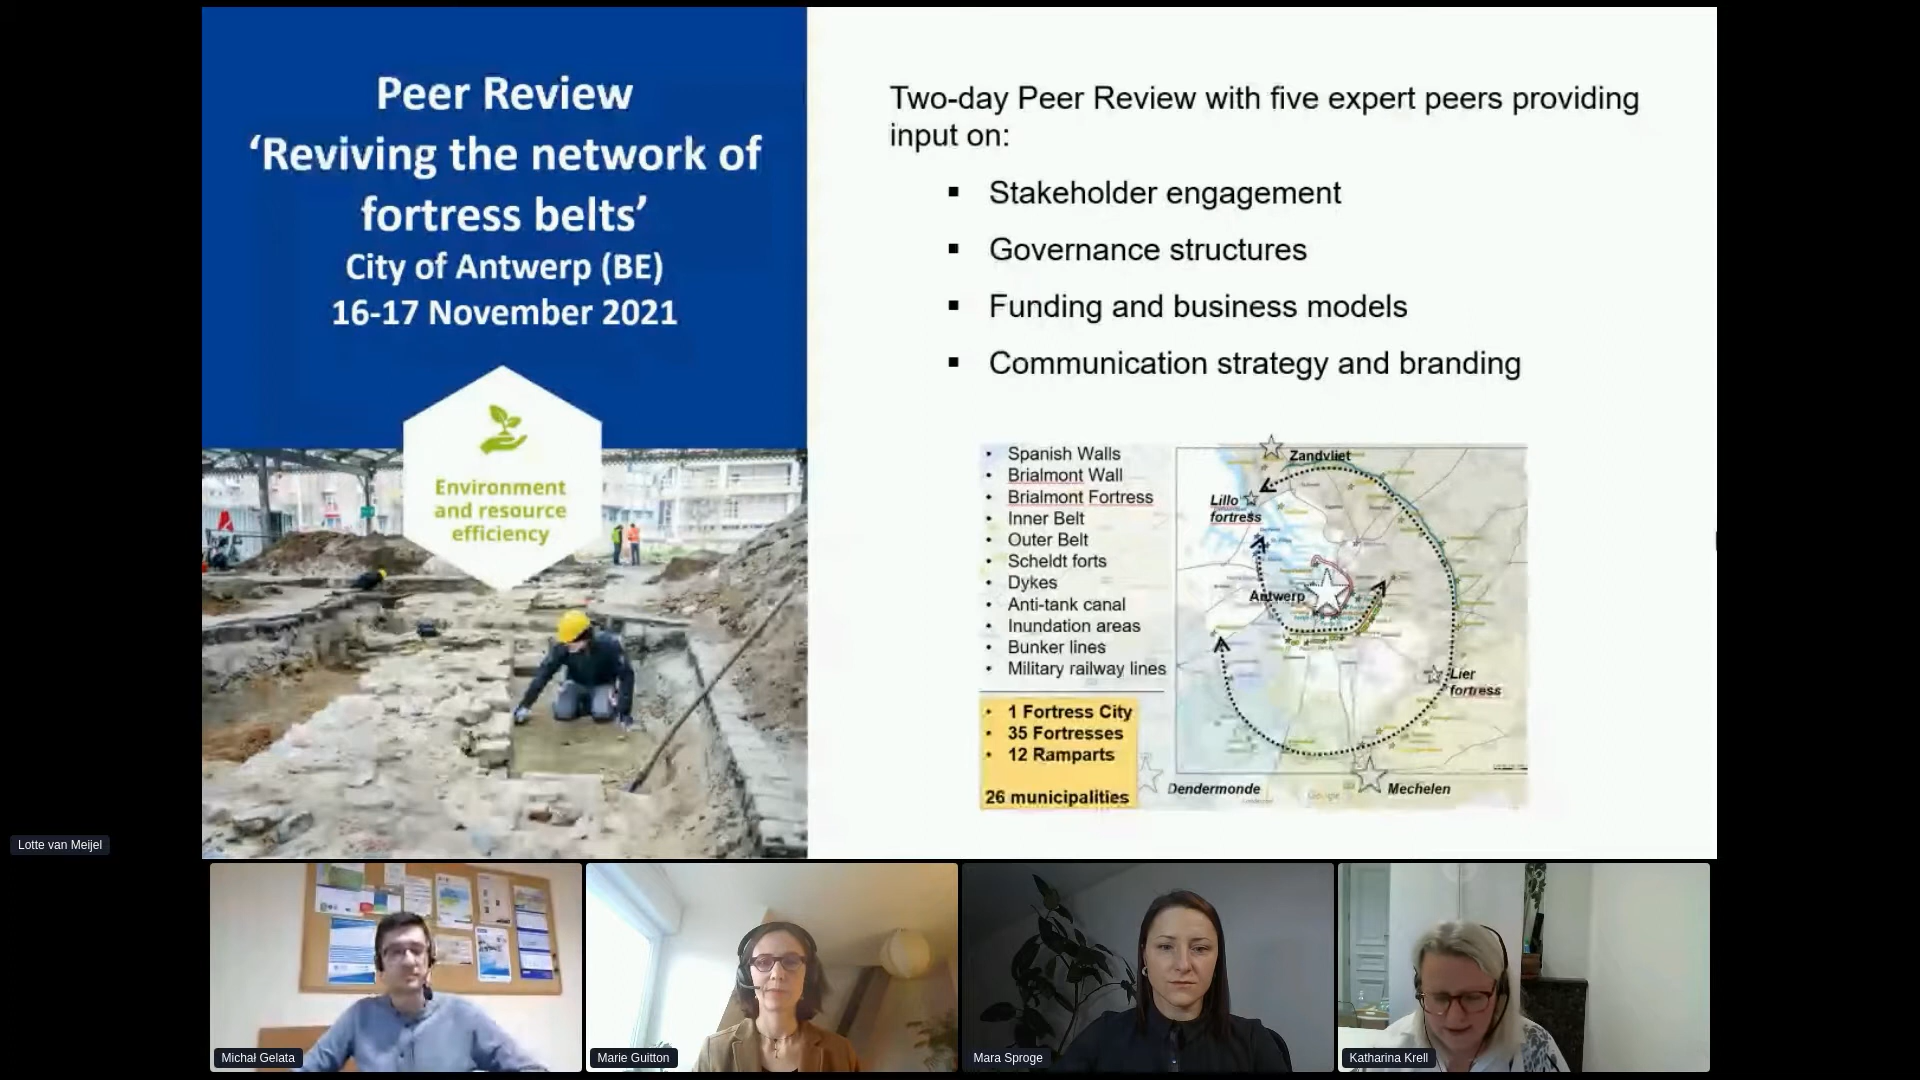 Peer Review
‘Reviving the network of
fortress belts’
City of Antwerp (BE)
16-17 November 2021
Environment
and resource
efficiency
Two-day Peer Review with five expert peers providing
input on:
▪ Stakeholder engagement
▪ Governance structures
▪ Funding and business models
▪ Communication strategy and branding
• Spanish Walls
• Brialmont Wall
• Brialmont Fortress
• Inner Belt
• Outer Belt
• Scheldt forts
• Dykes
• Anti-tank canal
• Inundation areas
• Bunker lines
• Military railway lines
• 1 Fortress City
• 35 Fortresses
• 12 Ramparts
26 municipalities
Zandvliet
Lillo
fortress
Antwerp
Lier
fortress
Dendermonde
Mechelen
Google
Lotte van Meijel
Michał Gelata
Marie Guitton
Mara Sproge
Katharina Krell